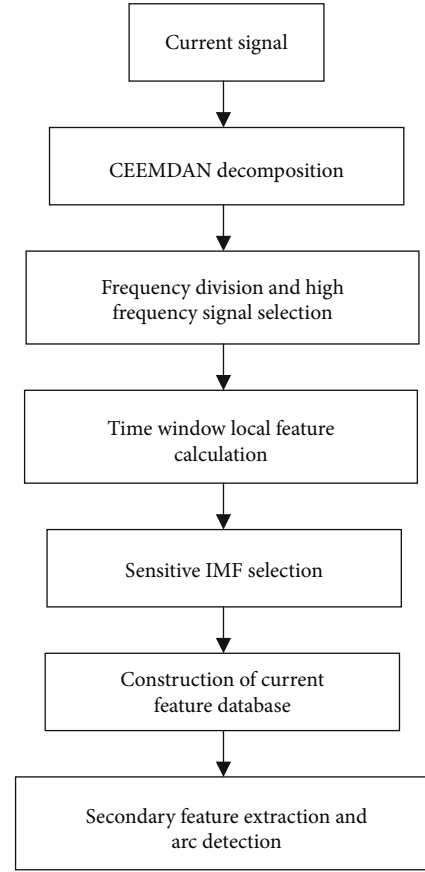 Current signal
CEEMDAN decomposition
Frequency division and high
frequency signal selection
Time window local feature
calculation
Sensitive IMF selection
Construction of current
feature database
Secondary feature extraction and
arc detection